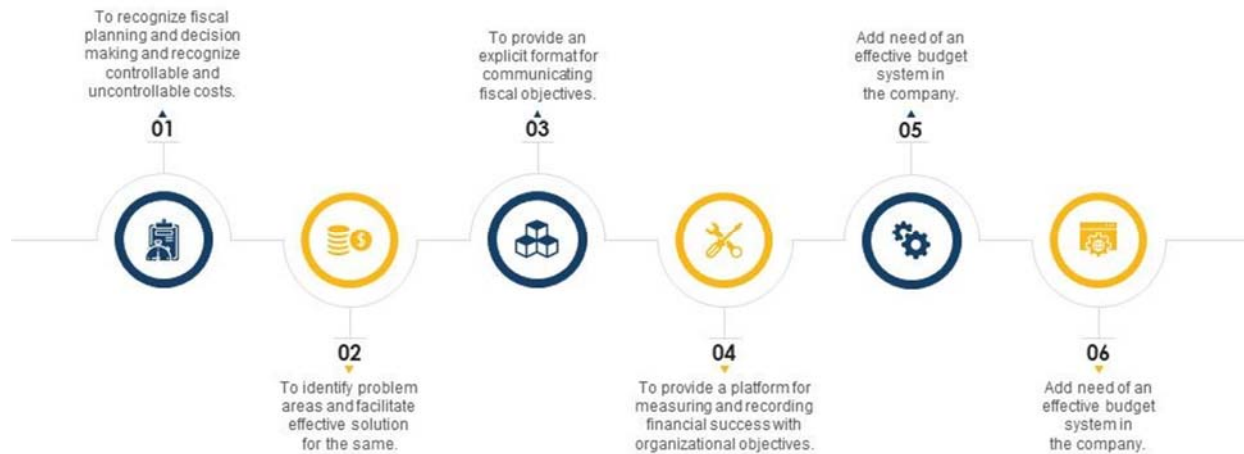 To recognize fiscal
planning and decision
making and recognize
controllable and
uncontrollable costs.
01
02
To identify problem
areas and facilitate
effective solution
for the same.
To provide an
explicit format for
communicating
fiscal objectives.
03
04
To provide a platform for
measuring and recording
financial success with
organizational objectives.
Add need of an
effective budget
system in
the company.
05
06
Add need of an
effective budget
system in
the company.